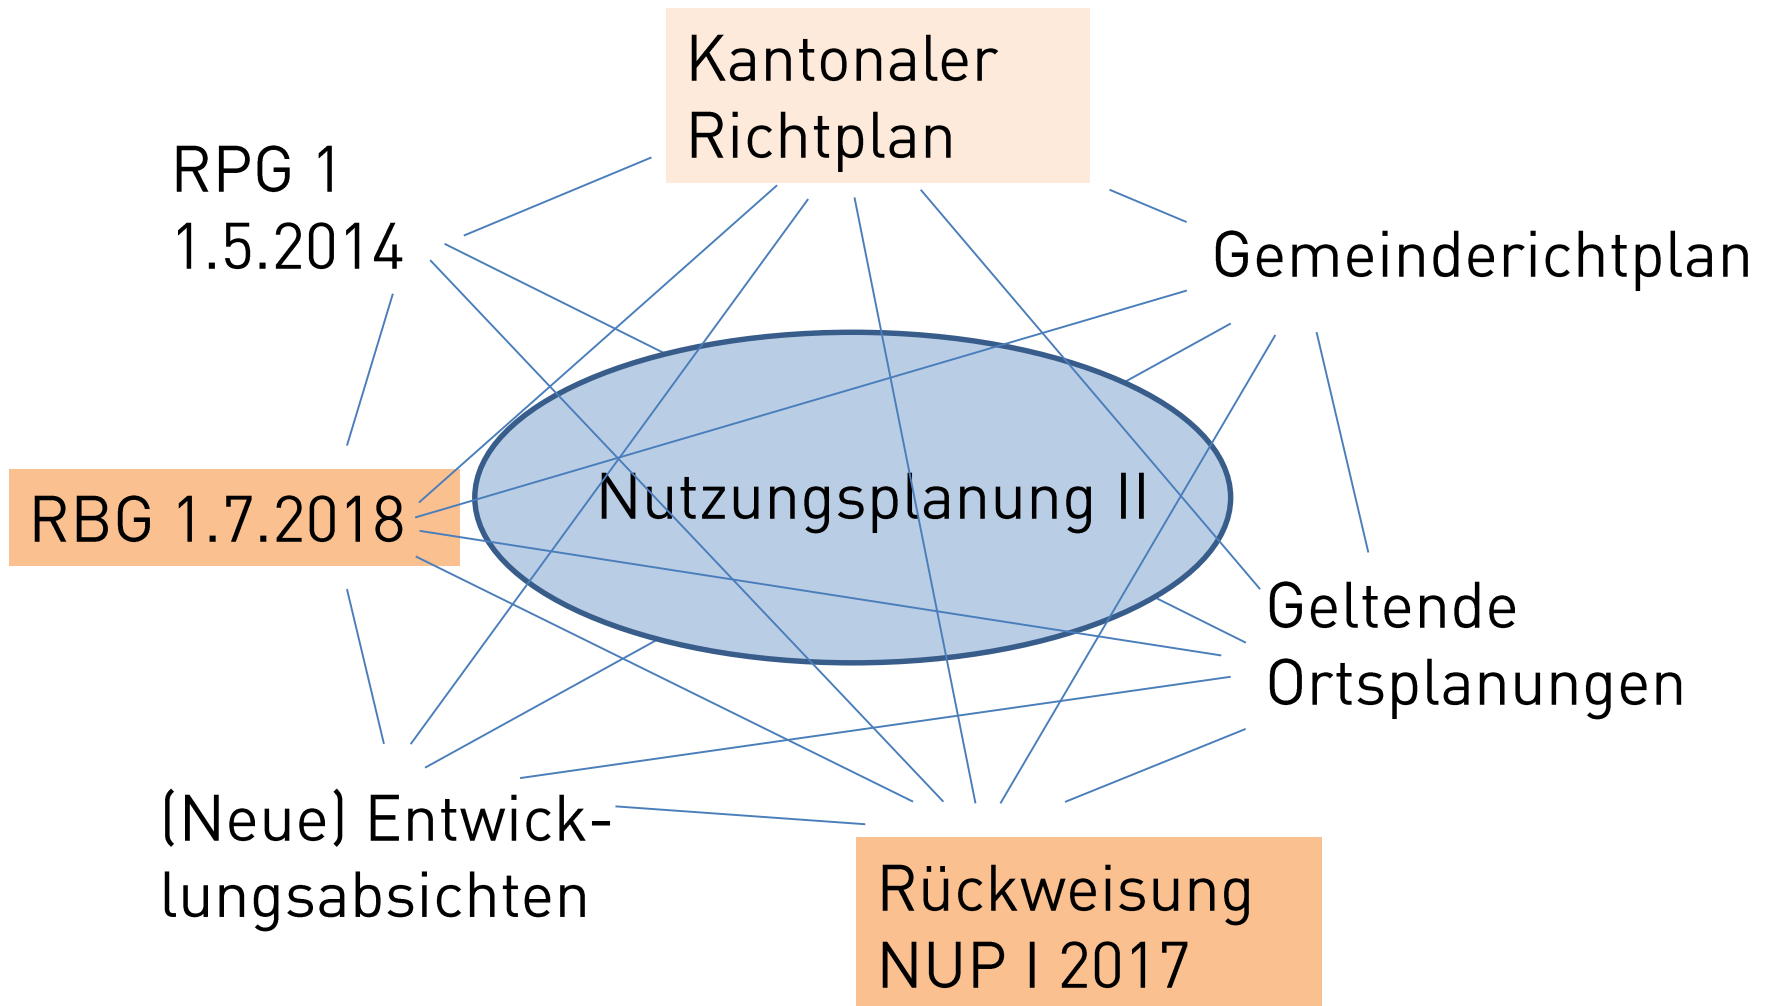 Kantonaler
Richtplan
RPG 1
1.5.2014
Gemeinderichtplan
RBG 1.7.2018
Nutzungsplanung II
Geltende
Ortsplanungen
(Neue) Entwick-
lungsabsichten
Rückweisung
NUP I 2017